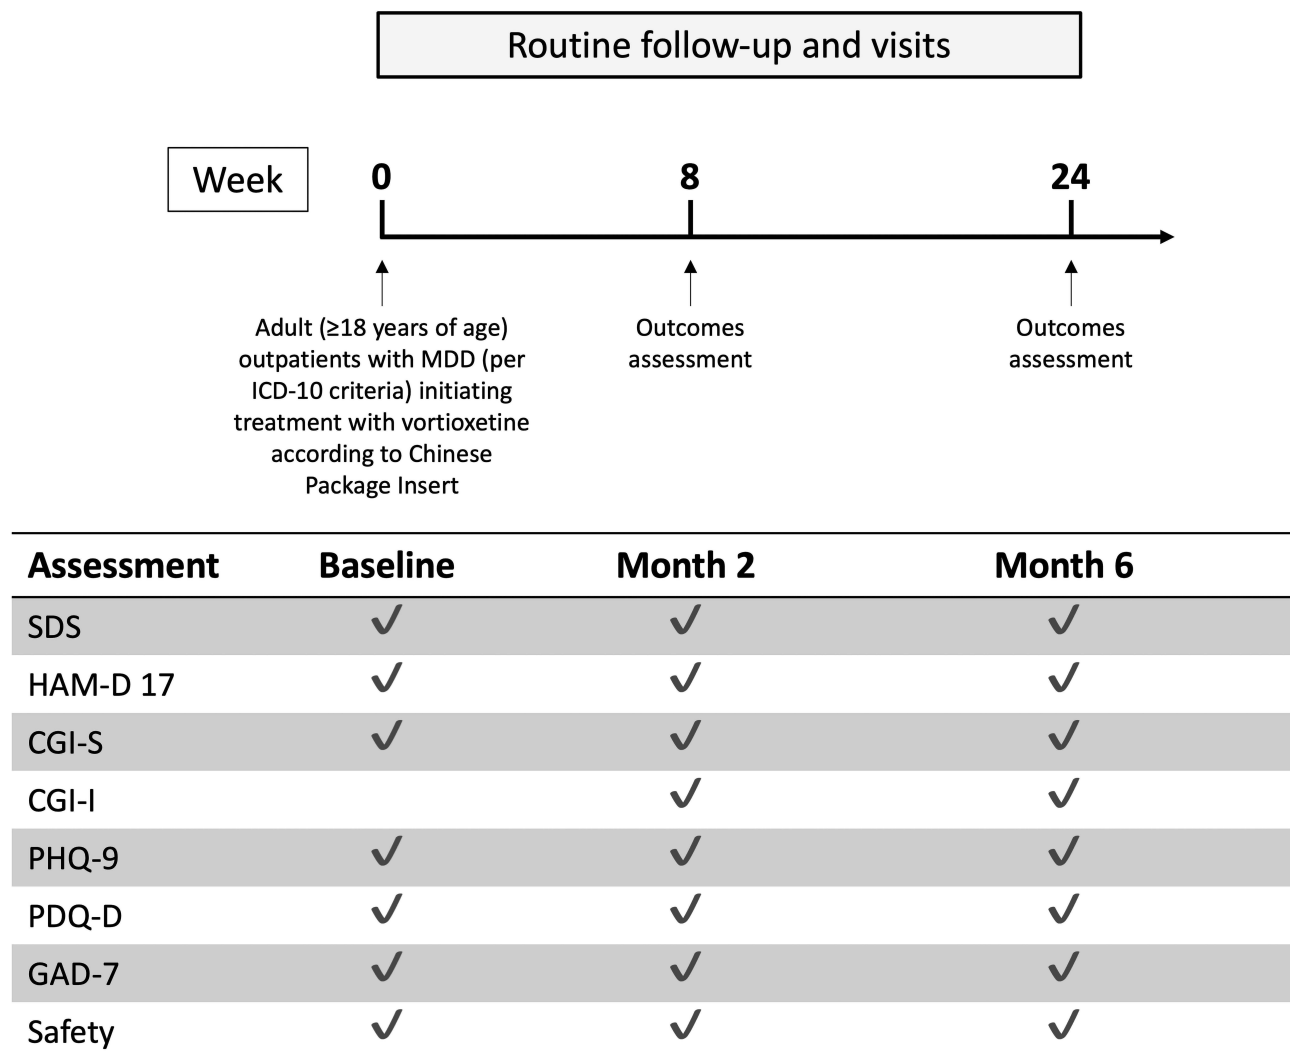 Routine follow-up and visits
Week
0 8 24
Adult (≥18 years of age)
outpatients with MDD (per
ICD-10 criteria) initiating
treatment with vortioxetine
according to Chinese
Package Insert
Outcomes
assessment
Outcomes
assessment
Assessment Baseline Month 2 Month 6
SDS ✓ ✓ ✓
HAM-D 17 ✓ ✓ ✓
CGI-S ✓ ✓ ✓
CGI-I ✓ ✓
PHQ-9 ✓ ✓ ✓
PDQ-D ✓ ✓ ✓
GAD-7 ✓ ✓ ✓
Safety ✓ ✓ ✓